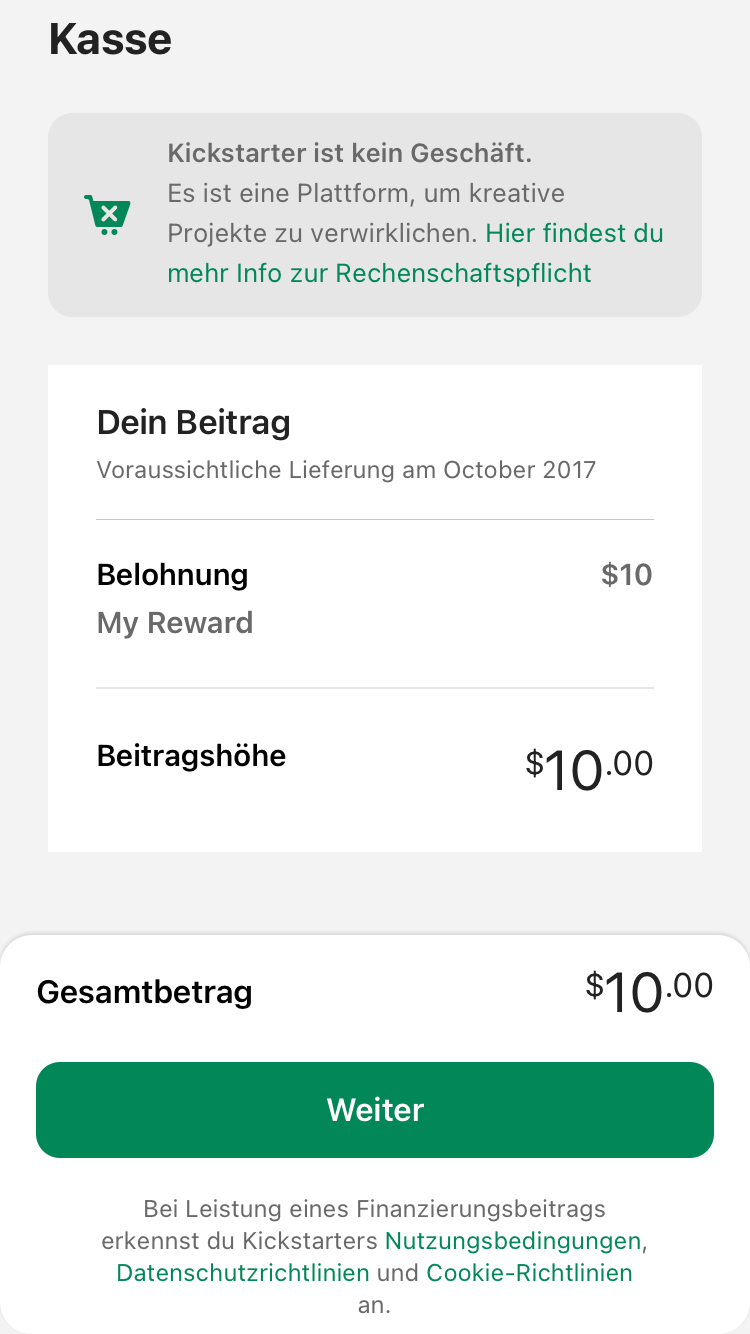 Kasse
Kickstarter ist kein Geschäft.
Es ist eine Plattform, um kreative
Projekte zu verwirklichen. Hier findest du
mehr Info zur Rechenschaftspflicht
Dein Beitrag
Voraussichtliche Lieferung am October 2017
Belohnung $10
My Reward
Beitragshöhe $10.00
Gesamtbetrag $10.00
Weiter
Bei Leistung eines Finanzierungsbeitrags
erkennst du Kickstarters Nutzungsbedingungen,
Datenschutzrichtlinien und Cookie-Richtlinien
an.